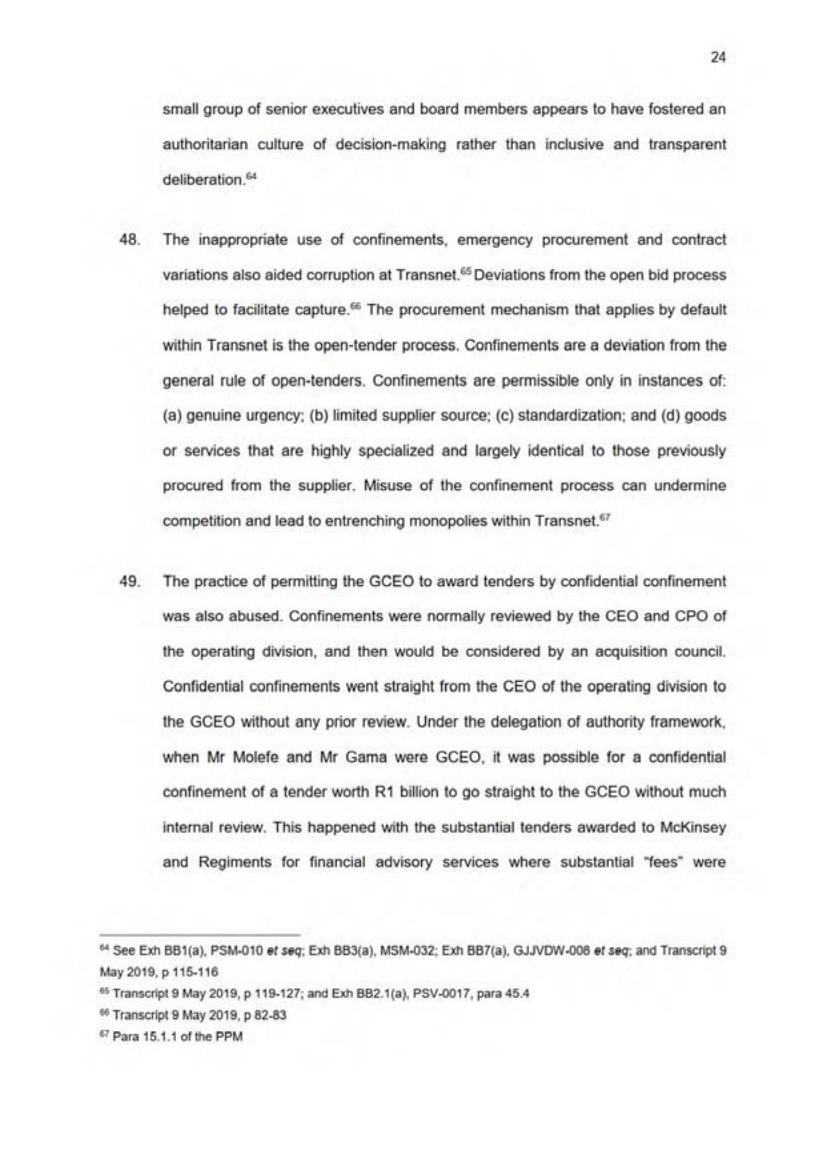 24
small group of senior executives and board members appears to have fostered an
authoritarian culture of decision-making rather than inclusive and transparent
deliberation.64
48. The inappropriate use of confinements, emergency procurement and contract
variations also aided corruption at Transnet.65 Deviations from the open bid process
helped to facilitate capture.66 The procurement mechanism that applies by default
within Transnet is the open-tender process. Confinements are a deviation from the
general rule of open-tenders. Confinements are permissible only in instances of:
(a) genuine urgency; (b) limited supplier source; (c) standardization; and (d) goods
or services that are highly specialized and largely identical to those previously
procured from the supplier. Misuse of the confinement process can undermine
competition and lead to entrenching monopolies within Transnet.67
49. The practice of permitting the GCEO to award tenders by confidential confinement
was also abused. Confinements were normally reviewed by the CEO and CPO of
the operating division, and then would be considered by an acquisition council.
Confidential confinements went straight from the CEO of the operating division to
the GCEO without any prior review. Under the delegation of authority framework,
when Mr Molefe and Mr Gama were GCEO, it was possible for a confidential
confinement of a tender worth R1 billion to go straight to the GCEO without much
internal review. This happened with the substantial tenders awarded to McKinsey
and Regiments for financial advisory services where substantial “fees” were
64 See Exh BB1(a), PSM-010 et seq; Exh BB3(a), MSM-032; Exh BB7(a), GJJVDW-008 et seq; and Transcript 9
May 2019, p 115-116
65 Transcript 9 May 2019, p 119-127; and Exh BB2.1(a), PSV-0017, para 45.4
66 Transcript 9 May 2019, p 82-83
67 Para 15.1.1 of the PPM